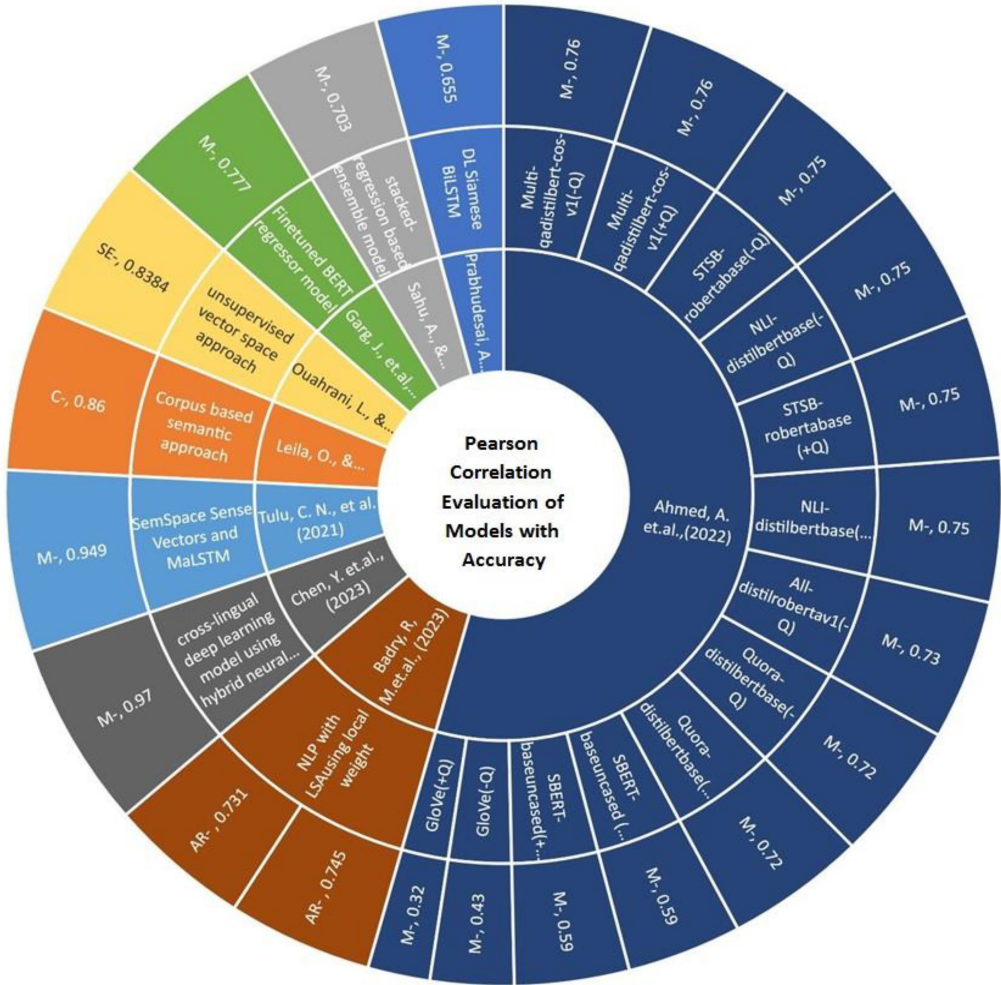 Pearson
Correlation
Evaluation of
Models with
Accuracy
Ahmed, A.
et.al.,(2022)
Multi-
qadistilbert-cos-
v1(-Q)
M-, 0.76
Multi-
qadistilbert-cos-
v1(+Q)
M-, 0.76
STSB-
robertabase(-Q)
M-, 0.75
NLI-
distilbertbase(-
Q)
M-, 0.75
STSB-
robertabase
(+Q)
M-, 0.75
NLI-
distilbertbase(...
M-, 0.75
All-
distilrobertav1(-
Q)
M-, 0.73
Quora-
distilbertbase(-
Q)
M-, 0.72
Quora-
distilbertbase(...
M-, 0.72
SBERT-
baseuncased (...
M-, 0.59
SBERT-
baseuncased(+...
M-, 0.59
GloVe(-Q)
M-, 0.43
GloVe(+Q)
M-, 0.32
Badry, R,
M.et.al., (2023)
NLP with
LSAusing local
weight
AR-, 0.745
AR-, 0.731
Chen, Y. et.al.,
(2023)
cross-lingual
deep learning
model using
hybrid neural...
M-, 0.97
Tulu, C. N., et al.
(2021)
SemSpace Sense
Vectors and
MaLSTM
M-, 0.949
Leila, O., &...
Corpus based
semantic
approach
C-, 0.86
Ouahrani, L., &...
unsupervised
vector space
approach
SE-, 0.8384
Garg, J., et.al,...
Finetuned BERT
regressor model
M-, 0.777
Sahu, A., &...
stacked-
regression based
ensemble model
M-, 0.703
Prabhudesai, A...
DL Siamese
BiLSTM
M-, 0.655